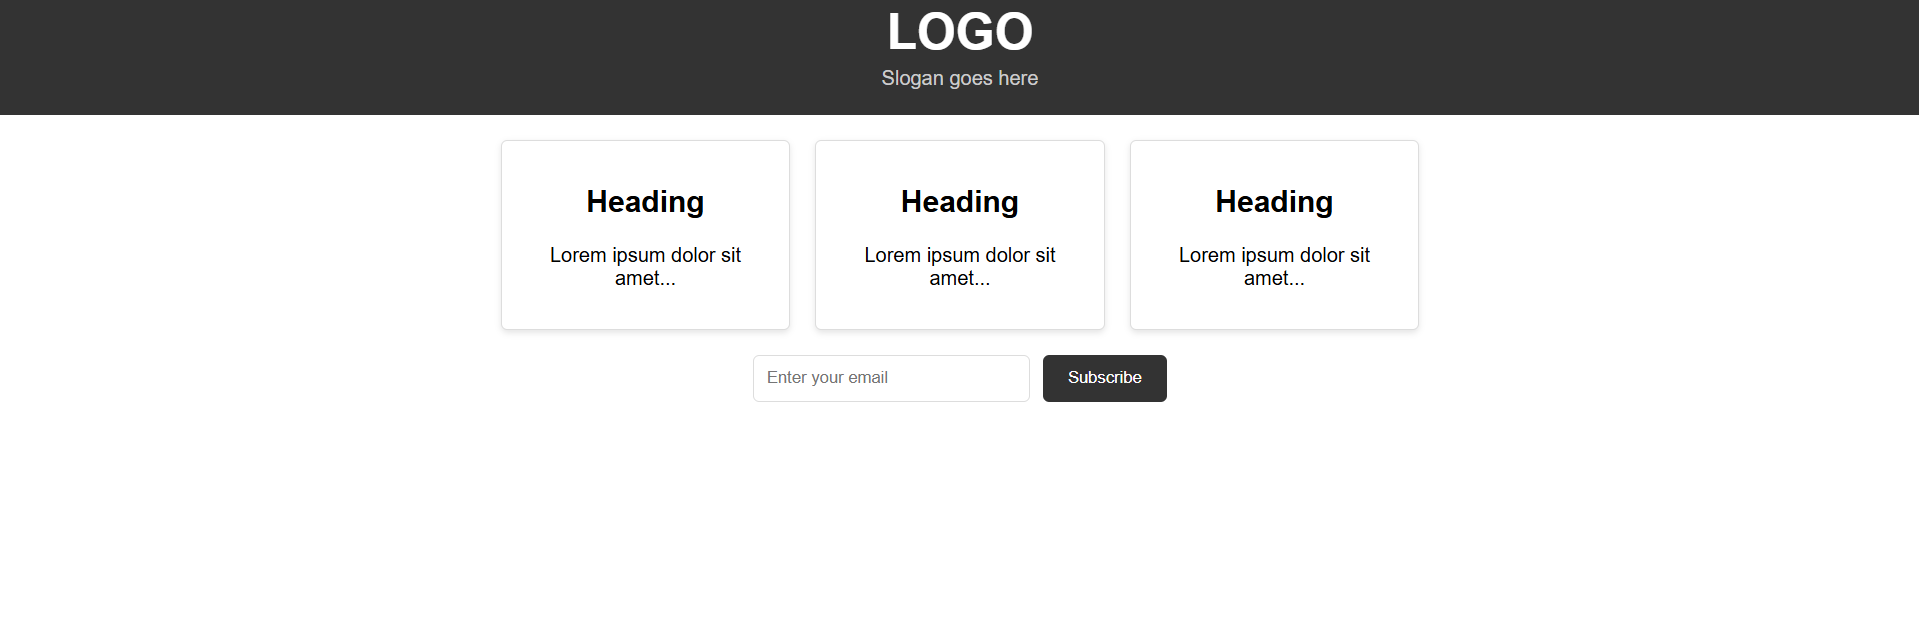 LOGO
Slogan goes here
Heading
Lorem ipsum dolor sit
amet...
Heading
Lorem ipsum dolor sit
amet...
Heading
Lorem ipsum dolor sit
amet...
Enter your email
Subscribe